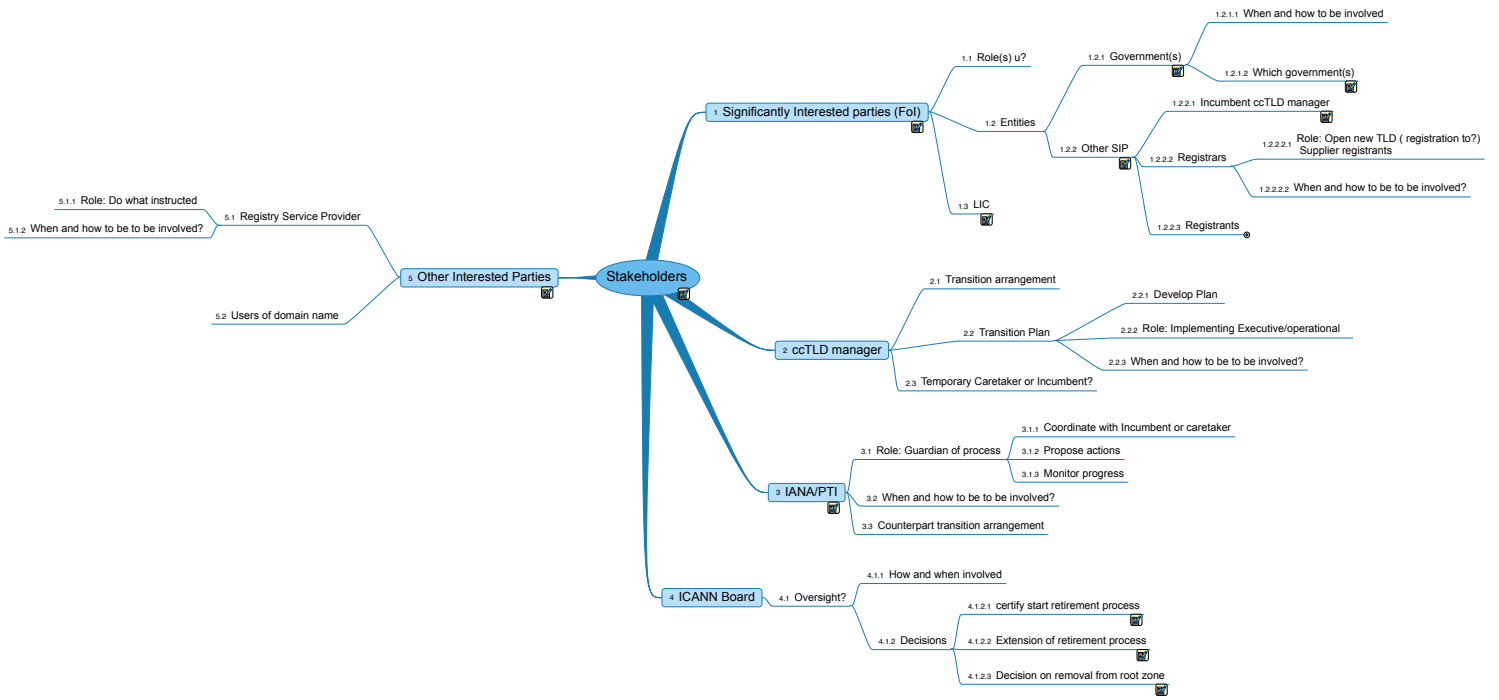 Stakeholders
1 Significantly Interested parties (FoI)
1.1 Role(s) u?
1.2 Entities
1.2.1 Government(s)
1.2.1.1 When and how to be involved
1.2.1.2 Which government(s)
1.2.2 Other SIP
1.2.2.1 Incumbent ccTLD manager
1.2.2.2 Registrars
1.2.2.2.1 Role: Open new TLD ( registration to?)
Supplier registrants
1.2.2.2.2 When and how to be to be involved?
1.2.2.3 Registrants
1.3 LIC
2 ccTLD manager
2.1 Transition arrangement
2.2 Transition Plan
2.2.1 Develop Plan
2.2.2 Role: Implementing Executive/operational
2.2.3 When and how to be to be involved?
2.3 Temporary Caretaker or Incumbent?
3 IANA/PTI
3.1 Role: Guardian of process
3.1.1 Coordinate with Incumbent or caretaker
3.1.2 Propose actions
3.1.3 Monitor progress
3.2 When and how to be to be involved?
3.3 Counterpart transition arrangement
4 ICANN Board
4.1 Oversight?
4.1.1 How and when involved
4.1.2 Decisions
4.1.2.1 certify start retirement process
4.1.2.2 Extension of retirement process
4.1.2.3 Decision on removal from root zone
5 Other Interested Parties
5.1 Registry Service Provider
5.1.1 Role: Do what instructed
5.1.2 When and how to be to be involved?
5.2 Users of domain name